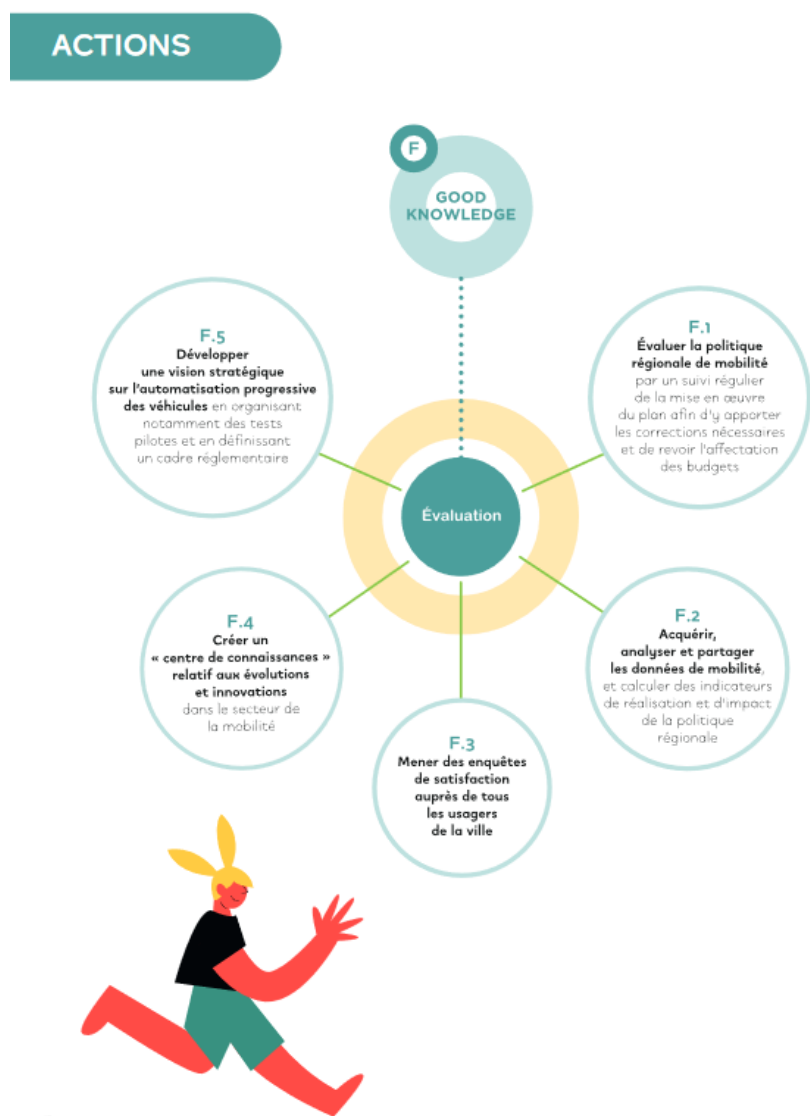 ACTIONS
F
GOOD
KNOWLEDGE
F.5
Développer
une vision stratégique
sur l'automatisation progressive
des véhicules en organisant
notamment des tests
pilotes et en définissant
un cadre réglementaire
F.1
Évaluer la politique
régionale de mobilité
par un suivi régulier
de la mise en œuvre
du plan afin d'y apporter
les corrections nécessaires
et de revoir l'affectation
des budgets
Évaluation
F.4
Créer un
« centre de connaissances »
relatif aux évolutions
et innovations
dans le secteur de
la mobilité
F.2
Acquérir,
analyser et partager
les données de mobilité,
et calculer des indicateurs
de réalisation et d'impact
de la politique
régionale
F.3
Mener des enquêtes
de satisfaction
auprès de tous
les usagers
de la ville